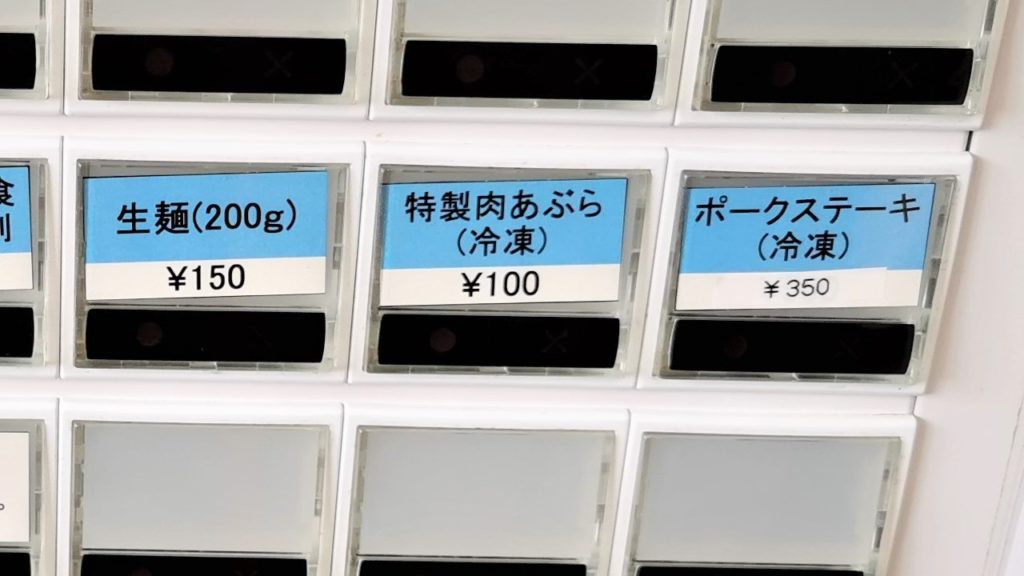 食
生麺(200g)
¥150
特製肉あぶら
(冷凍)
¥100
ポークステーキ
(冷凍)
¥350